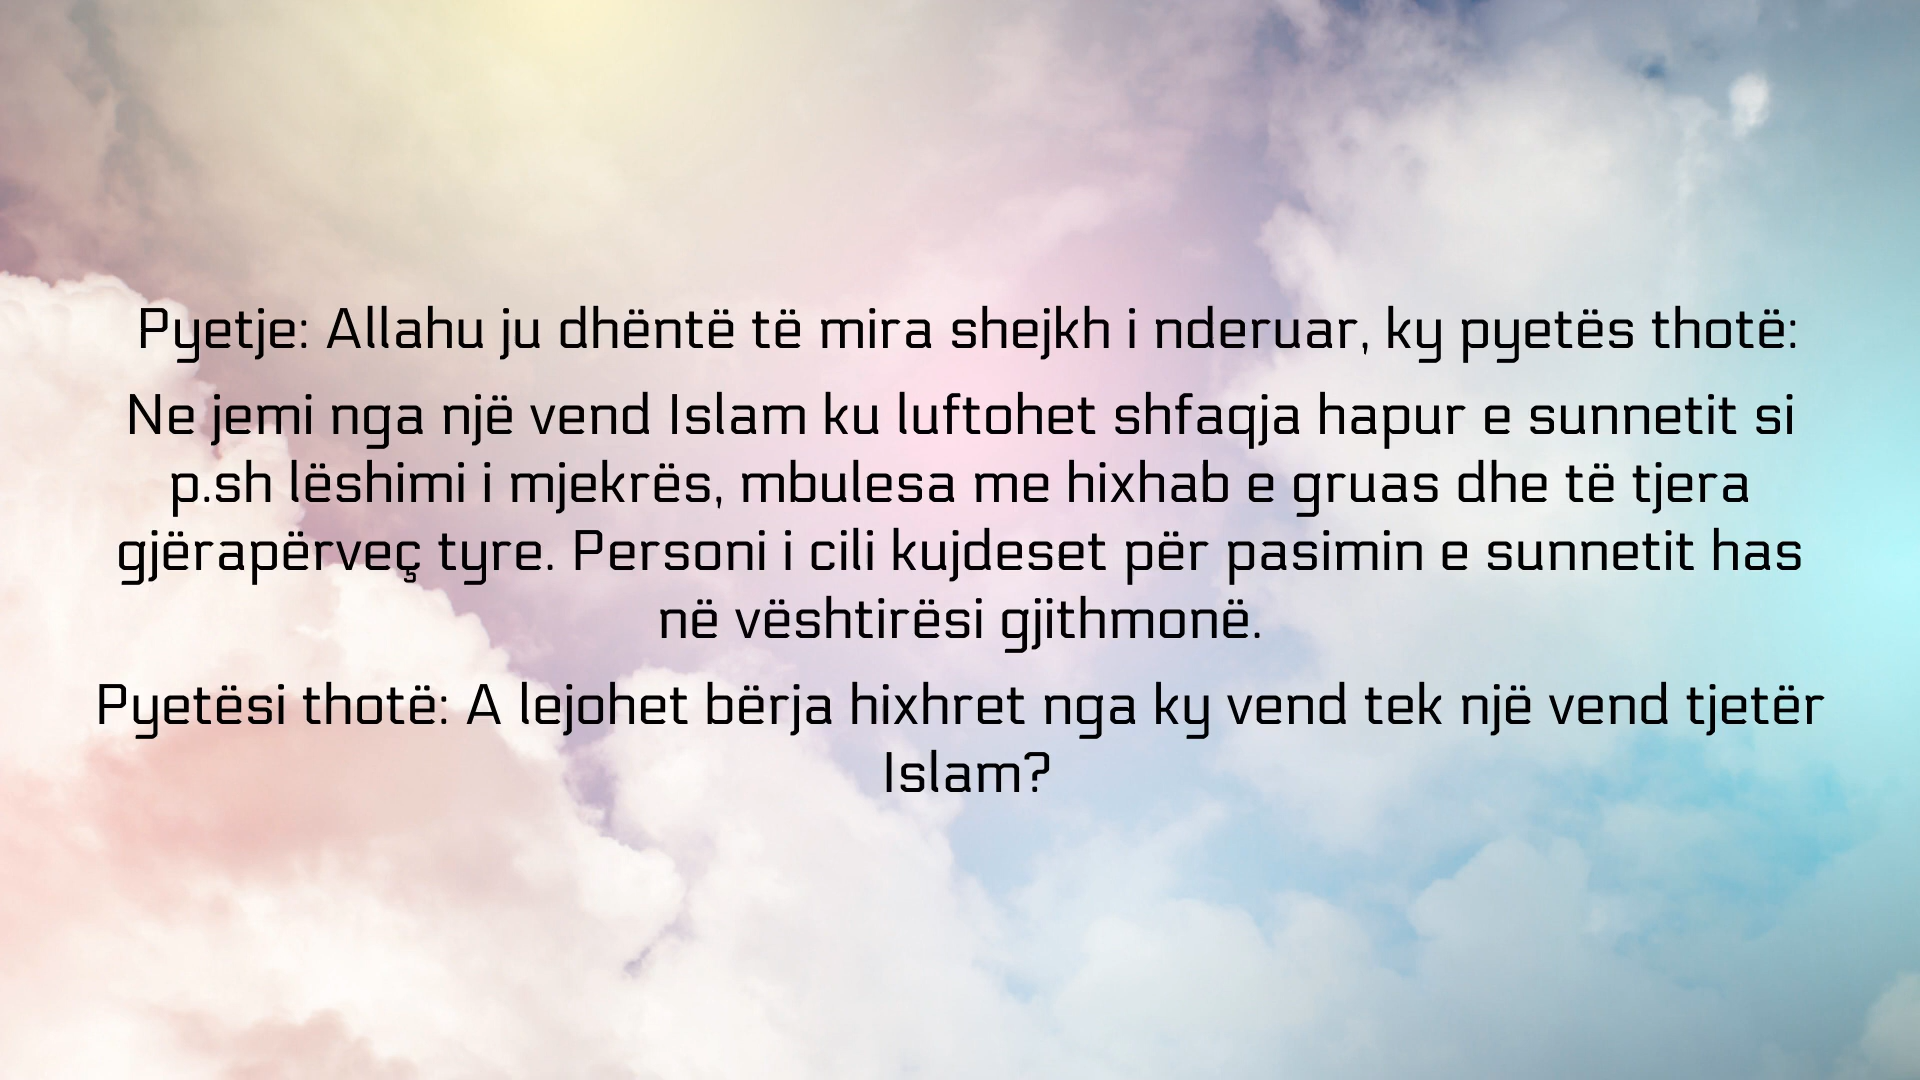 Pyetje: Allahu ju dhëntë të mira shejkh i nderuar, ky pyetës thotë:
Ne jemi nga një vend Islam ku luftohet shfaqja hapur e sunnetit si
p.sh lëshimi i mjekrës, mbulesa me hixhab e gruas dhe të tjera
gjërapërveç tyre. Personi i cili kujdeset për pasimin e sunnetit has
në vështirësi gjithmonë.
Pyetësi thotë: A lejohet bërja hixhret nga ky vend tek një vend tjetër
Islam?